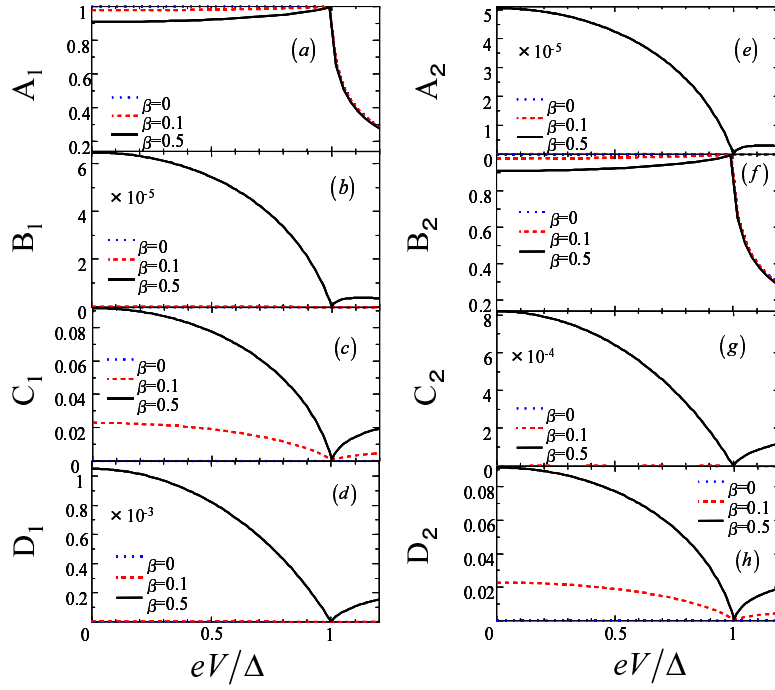 A₁
1
0.8
0.6
0.4
0.2
(a)
β=0
β=0.1
β=0.5
B₁
6
4
2
0
× 10⁻⁵
(b)
β=0
β=0.1
β=0.5
C₁
0.08
0.06
0.04
0.02
0
(c)
β=0
β=0.1
β=0.5
D₁
1
0.8
0.6
0.4
0.2
(d)
× 10⁻³
β=0
β=0.1
β=0.5
0.5
1
eV/Δ
A₂
5
4
3
2
1
0
× 10⁻⁵
(e)
β=0
β=0.1
β=0.5
B₂
0.8
0.6
0.4
0.2
(f)
β=0
β=0.1
β=0.5
C₂
8
6
4
2
0
× 10⁻⁴
(g)
β=0
β=0.1
β=0.5
D₂
0.08
0.06
0.04
0.02
(h)
β=0
β=0.1
β=0.5
0.5
1
eV/Δ